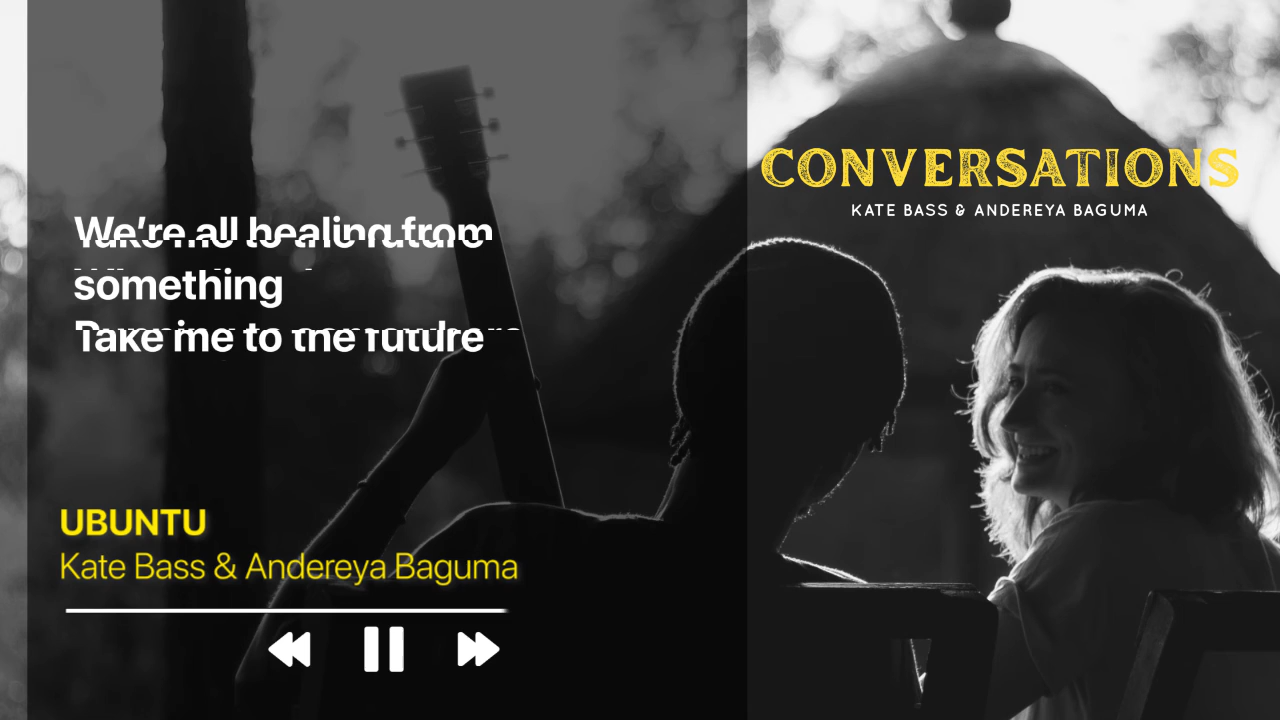 We're all healing from
something
Take me to the future
UBUNTU
Kate Bass & Andereya Baguma
CONVERSATIONS
KATE BASS & ANDEREYA BAGUMA